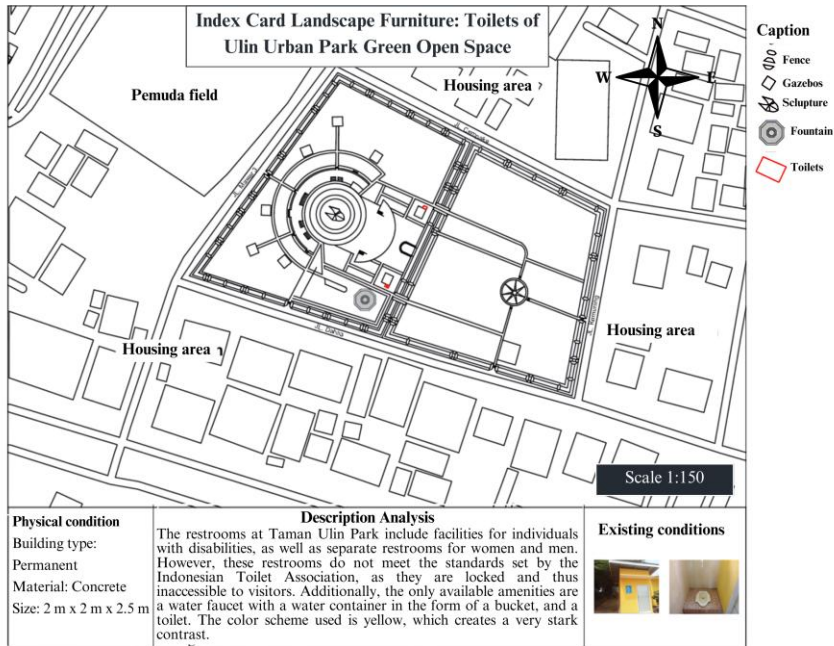 Index Card Landscape Furniture: Toilets of
Ulin Urban Park Green Open Space
N
W
E
S
Caption
Fence
Gazebos
Sclupture
Fountain
Toilets
Pemuda field
Housing area
Housing area
Housing area
Scale 1:150
Physical condition
Building type:
Permanent
Material: Concrete
Size: 2 m x 2 m x 2.5 m
Description Analysis
The restrooms at Taman Ulin Park include facilities for individuals
with disabilities, as well as separate restrooms for women and men.
However, these restrooms do not meet the standards set by the
Indonesian Toilet Association, as they are locked and thus
inaccessible to visitors. Additionally, the only available amenities are
a water faucet with a water container in the form of a bucket, and a
toilet. The color scheme used is yellow, which creates a very stark
contrast.
Existing conditions